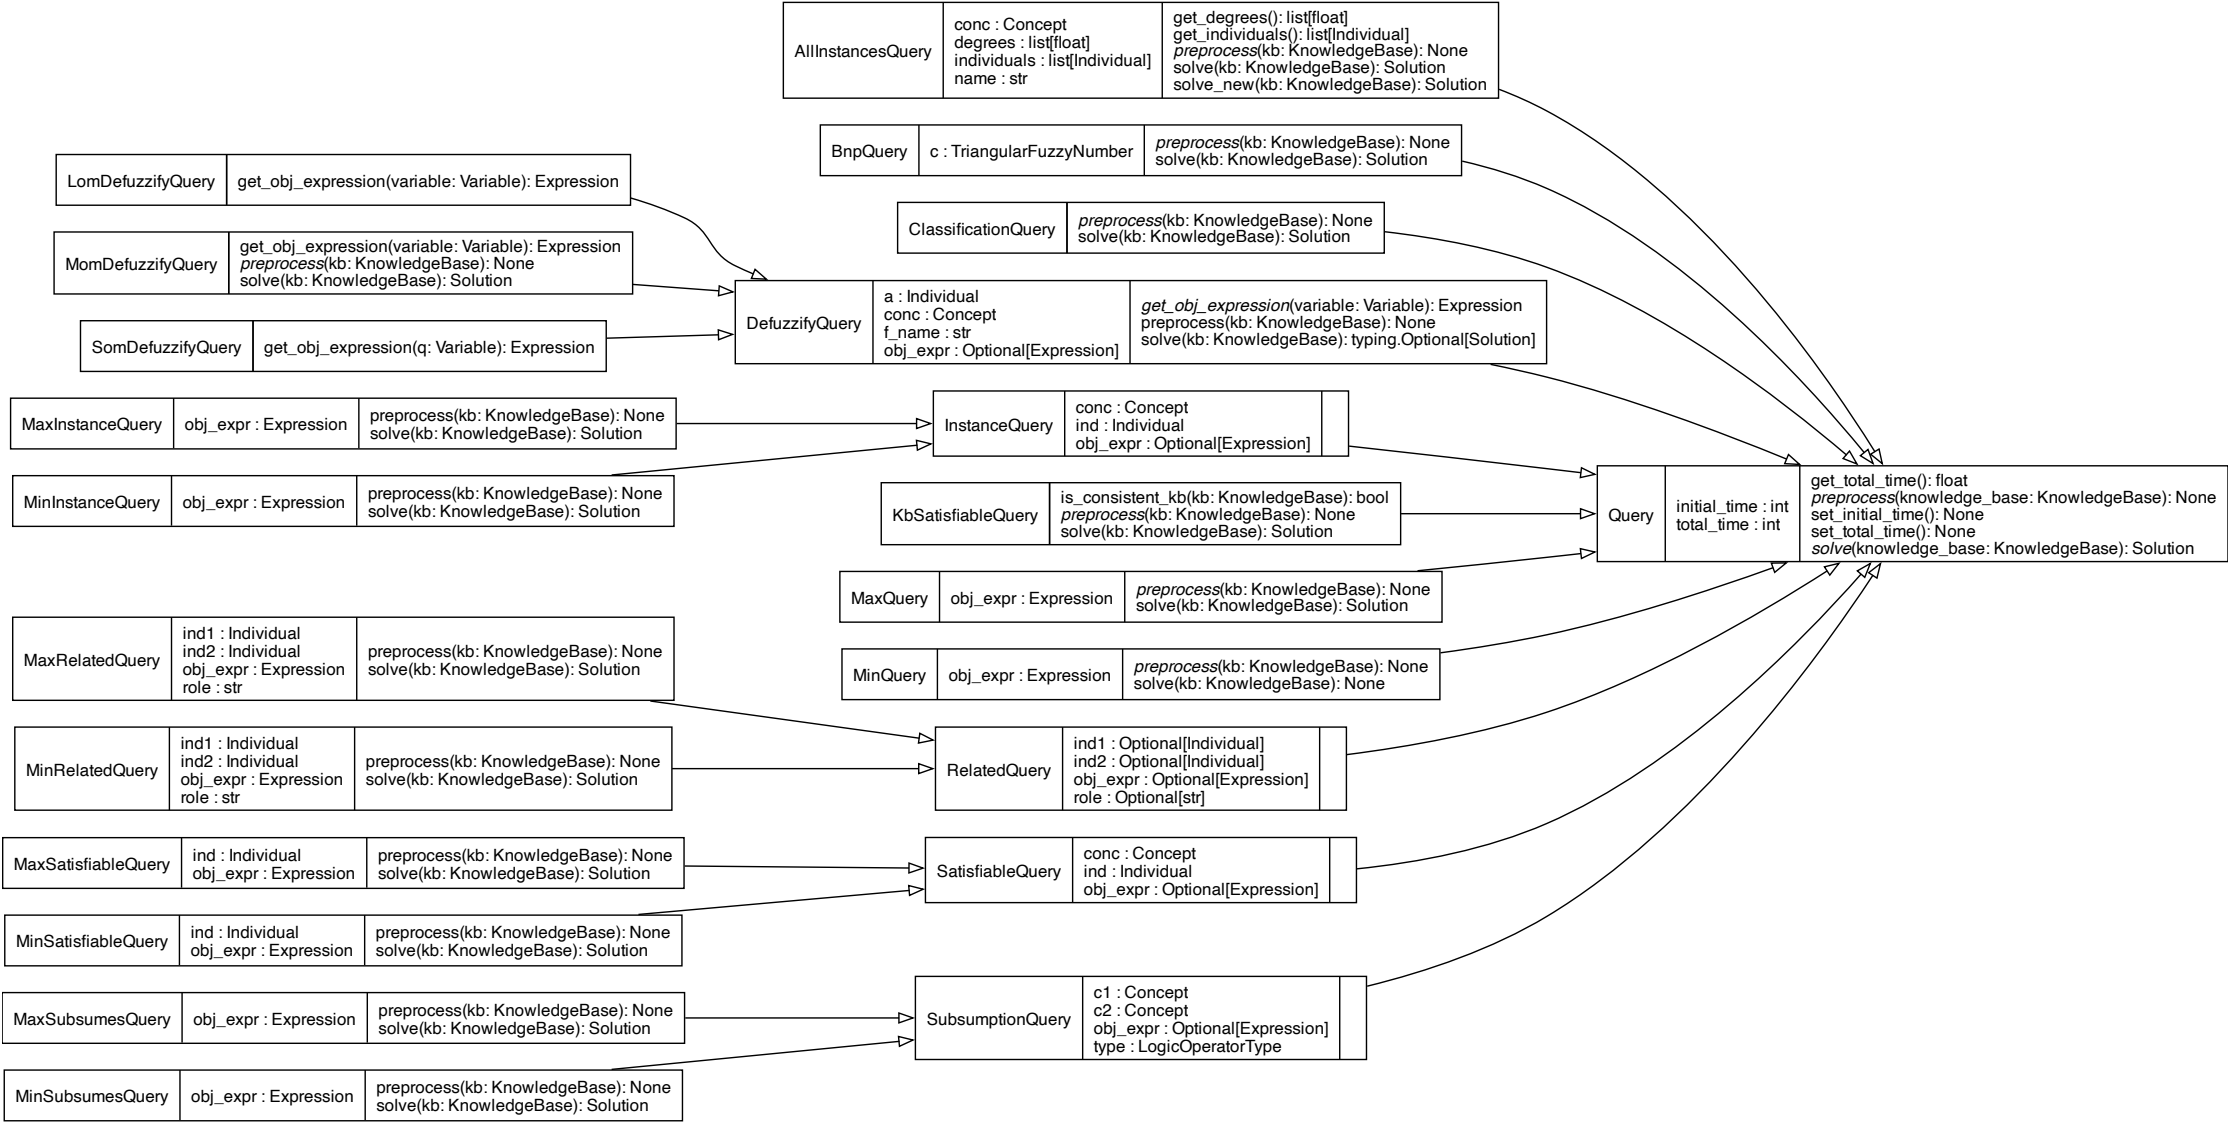 AllInstancesQuery
conc : Concept
degrees : list[float]
individuals : list[Individual]
name : str
get_degrees(): list[float]
get_individuals(): list[Individual]
preprocess(kb: KnowledgeBase): None
solve(kb: KnowledgeBase): Solution
solve_new(kb: KnowledgeBase): Solution
BnpQuery
c : TriangularFuzzyNumber
preprocess(kb: KnowledgeBase): None
solve(kb: KnowledgeBase): Solution
LomDefuzzifyQuery
get_obj_expression(variable: Variable): Expression
ClassificationQuery
preprocess(kb: KnowledgeBase): None
solve(kb: KnowledgeBase): Solution
MomDefuzzifyQuery
get_obj_expression(variable: Variable): Expression
preprocess(kb: KnowledgeBase): None
solve(kb: KnowledgeBase): Solution
DefuzzifyQuery
a : Individual
conc : Concept
f_name : str
obj_expr : Optional[Expression]
get_obj_expression(variable: Variable): Expression
preprocess(kb: KnowledgeBase): None
solve(kb: KnowledgeBase): typing.Optional[Solution]
SomDefuzzifyQuery
get_obj_expression(q: Variable): Expression
MaxInstanceQuery
obj_expr : Expression
preprocess(kb: KnowledgeBase): None
solve(kb: KnowledgeBase): Solution
InstanceQuery
conc : Concept
ind : Individual
obj_expr : Optional[Expression]
MinInstanceQuery
obj_expr : Expression
preprocess(kb: KnowledgeBase): None
solve(kb: KnowledgeBase): Solution
KbSatisfiableQuery
is_consistent_kb(kb: KnowledgeBase): bool
preprocess(kb: KnowledgeBase): None
solve(kb: KnowledgeBase): Solution
Query
initial_time : int
total_time : int
get_total_time(): float
preprocess(knowledge_base: KnowledgeBase): None
set_initial_time(): None
set_total_time(): None
solve(knowledge_base: KnowledgeBase): Solution
MaxQuery
obj_expr : Expression
preprocess(kb: KnowledgeBase): None
solve(kb: KnowledgeBase): Solution
MaxRelatedQuery
ind1 : Individual
ind2 : Individual
obj_expr : Expression
role : str
preprocess(kb: KnowledgeBase): None
solve(kb: KnowledgeBase): Solution
MinQuery
obj_expr : Expression
preprocess(kb: KnowledgeBase): None
solve(kb: KnowledgeBase): None
MinRelatedQuery
ind1 : Individual
ind2 : Individual
obj_expr : Expression
role : str
preprocess(kb: KnowledgeBase): None
solve(kb: KnowledgeBase): Solution
RelatedQuery
ind1 : Optional[Individual]
ind2 : Optional[Individual]
obj_expr : Optional[Expression]
role : Optional[str]
MaxSatisfiableQuery
ind : Individual
obj_expr : Expression
preprocess(kb: KnowledgeBase): None
solve(kb: KnowledgeBase): Solution
SatisfiableQuery
conc : Concept
ind : Individual
obj_expr : Optional[Expression]
MinSatisfiableQuery
ind : Individual
obj_expr : Expression
preprocess(kb: KnowledgeBase): None
solve(kb: KnowledgeBase): Solution
MaxSubsumesQuery
obj_expr : Expression
preprocess(kb: KnowledgeBase): None
solve(kb: KnowledgeBase): Solution
SubsumptionQuery
c1 : Concept
c2 : Concept
obj_expr : Optional[Expression]
type : LogicOperatorType
MinSubsumesQuery
obj_expr : Expression
preprocess(kb: KnowledgeBase): None
solve(kb: KnowledgeBase): Solution